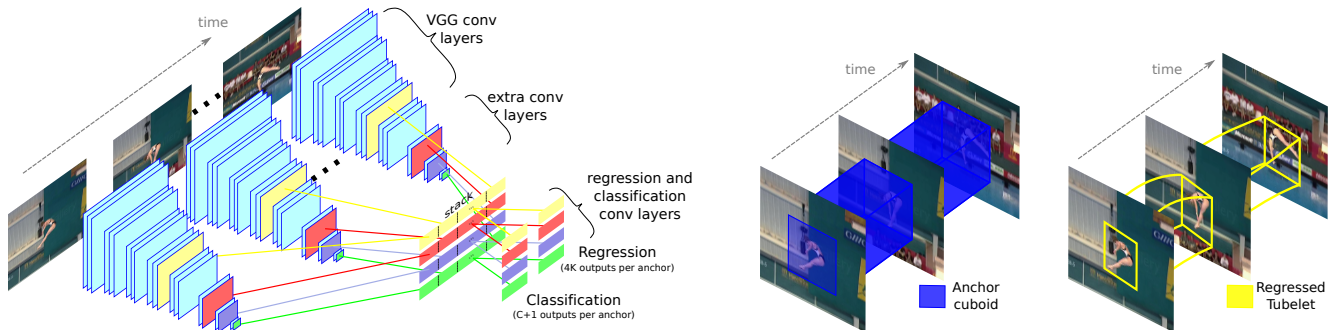 time
VGG conv
layers
extra conv
layers
stack
regression and
classification
conv layers
Regression
(4K outputs per anchor)
Classification
(C+1 outputs per anchor)
time
Anchor
cuboid
time
Regressed
Tubelet